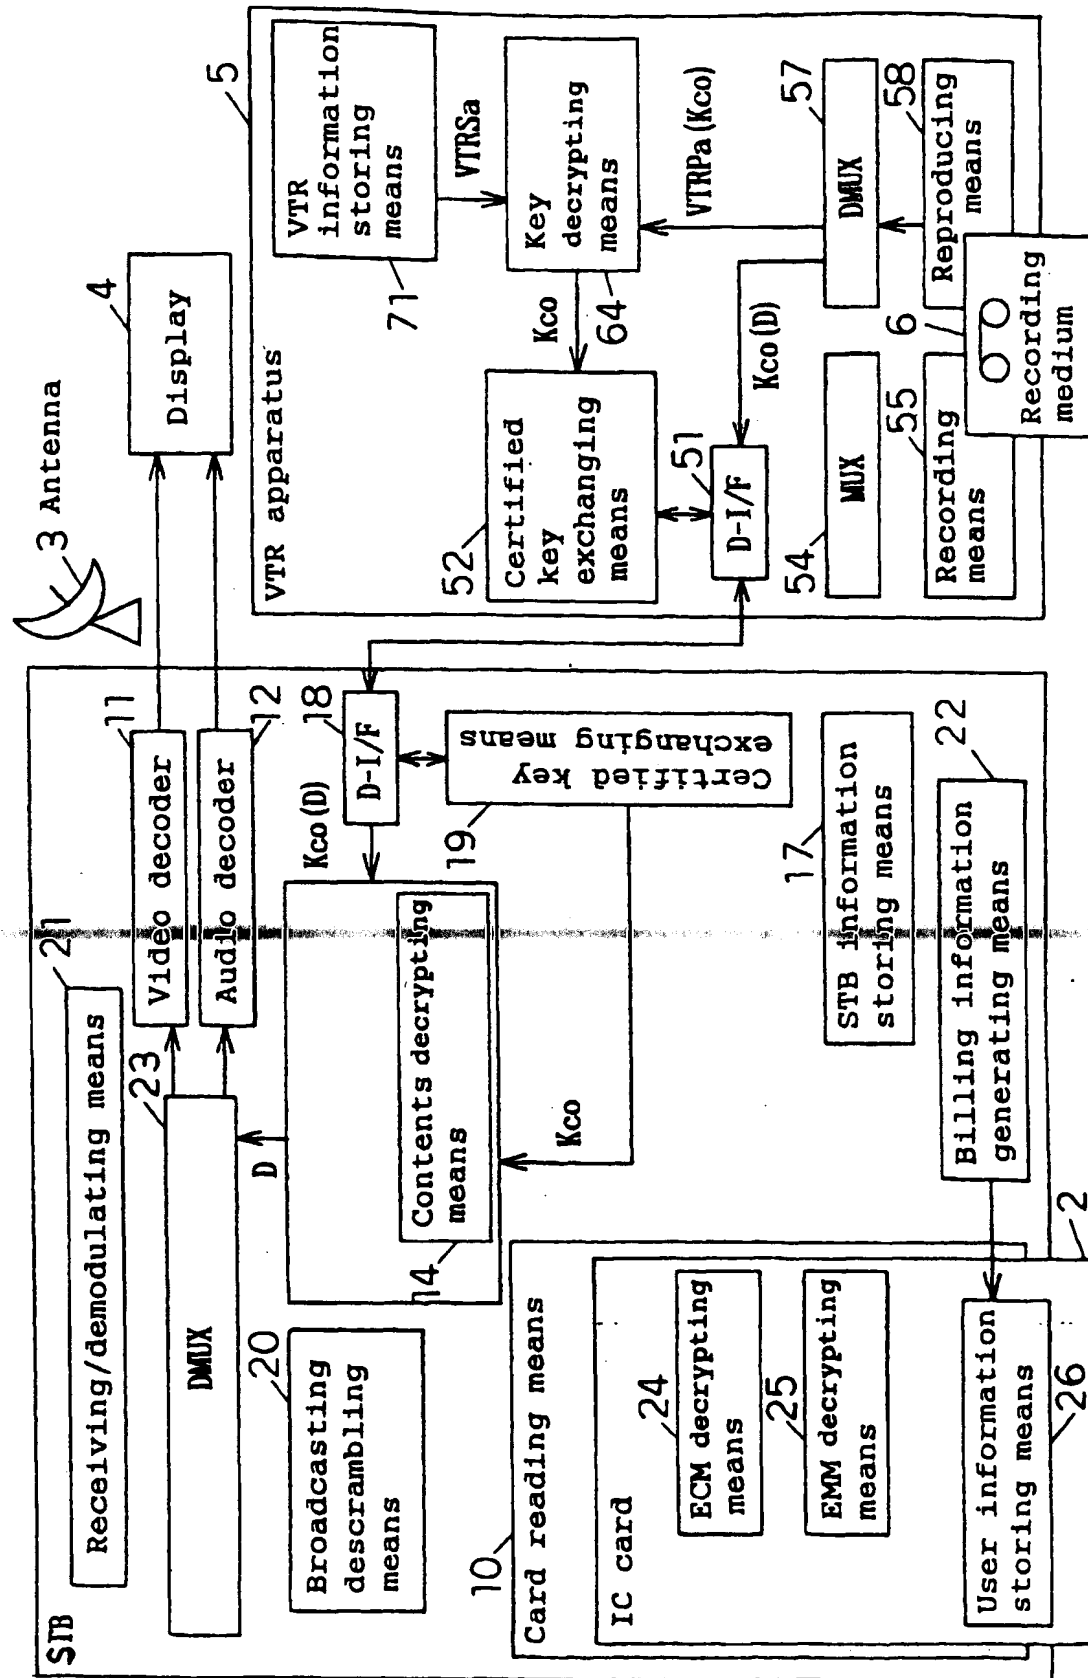 STB
Receiving/demodulating means
21
DMUX
23
Video decoder
11
Audio decoder
12
3
Antenna
4
Display
Broadcasting
descrambling
means
20
D
Contents decrypting
means
14
Kco(D)
D-I/F
18
Certified key
exchanging means
19
Kco
STB information
storing means
17
Billing information
generating means
22
Card reading means
10
IC card
2
ECM decrypting
means
24
EMM decrypting
means
25
User information
storing means
26
VTR apparatus
5
VTR
information
storing
means
71
VTRSa
Key
decrypting
means
64
Kco
Certified
key
exchanging
means
52
D-I/F
51
Kco(D)
VTRPa(Kco)
MUX
54
DMUX
57
Recording
means
55
Reproducing
means
58
6
Recording
medium